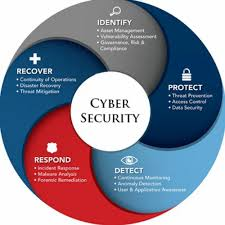 IDENTIFY
• Asset Management
• Vulnerability Assessment
• Governance, Risk &
Compliance
PROTECT
• Threat Prevention
• Access Control
• Data Security
DETECT
• Continuous Monitoring
• Anomaly Detection
• User & Application Awareness
RESPOND
• Incident Response
• Malware Analysis
• Forensic Remediation
RECOVER
• Continuity of Operations
• Disaster Recovery
• Threat Mitigation
CYBER
SECURITY